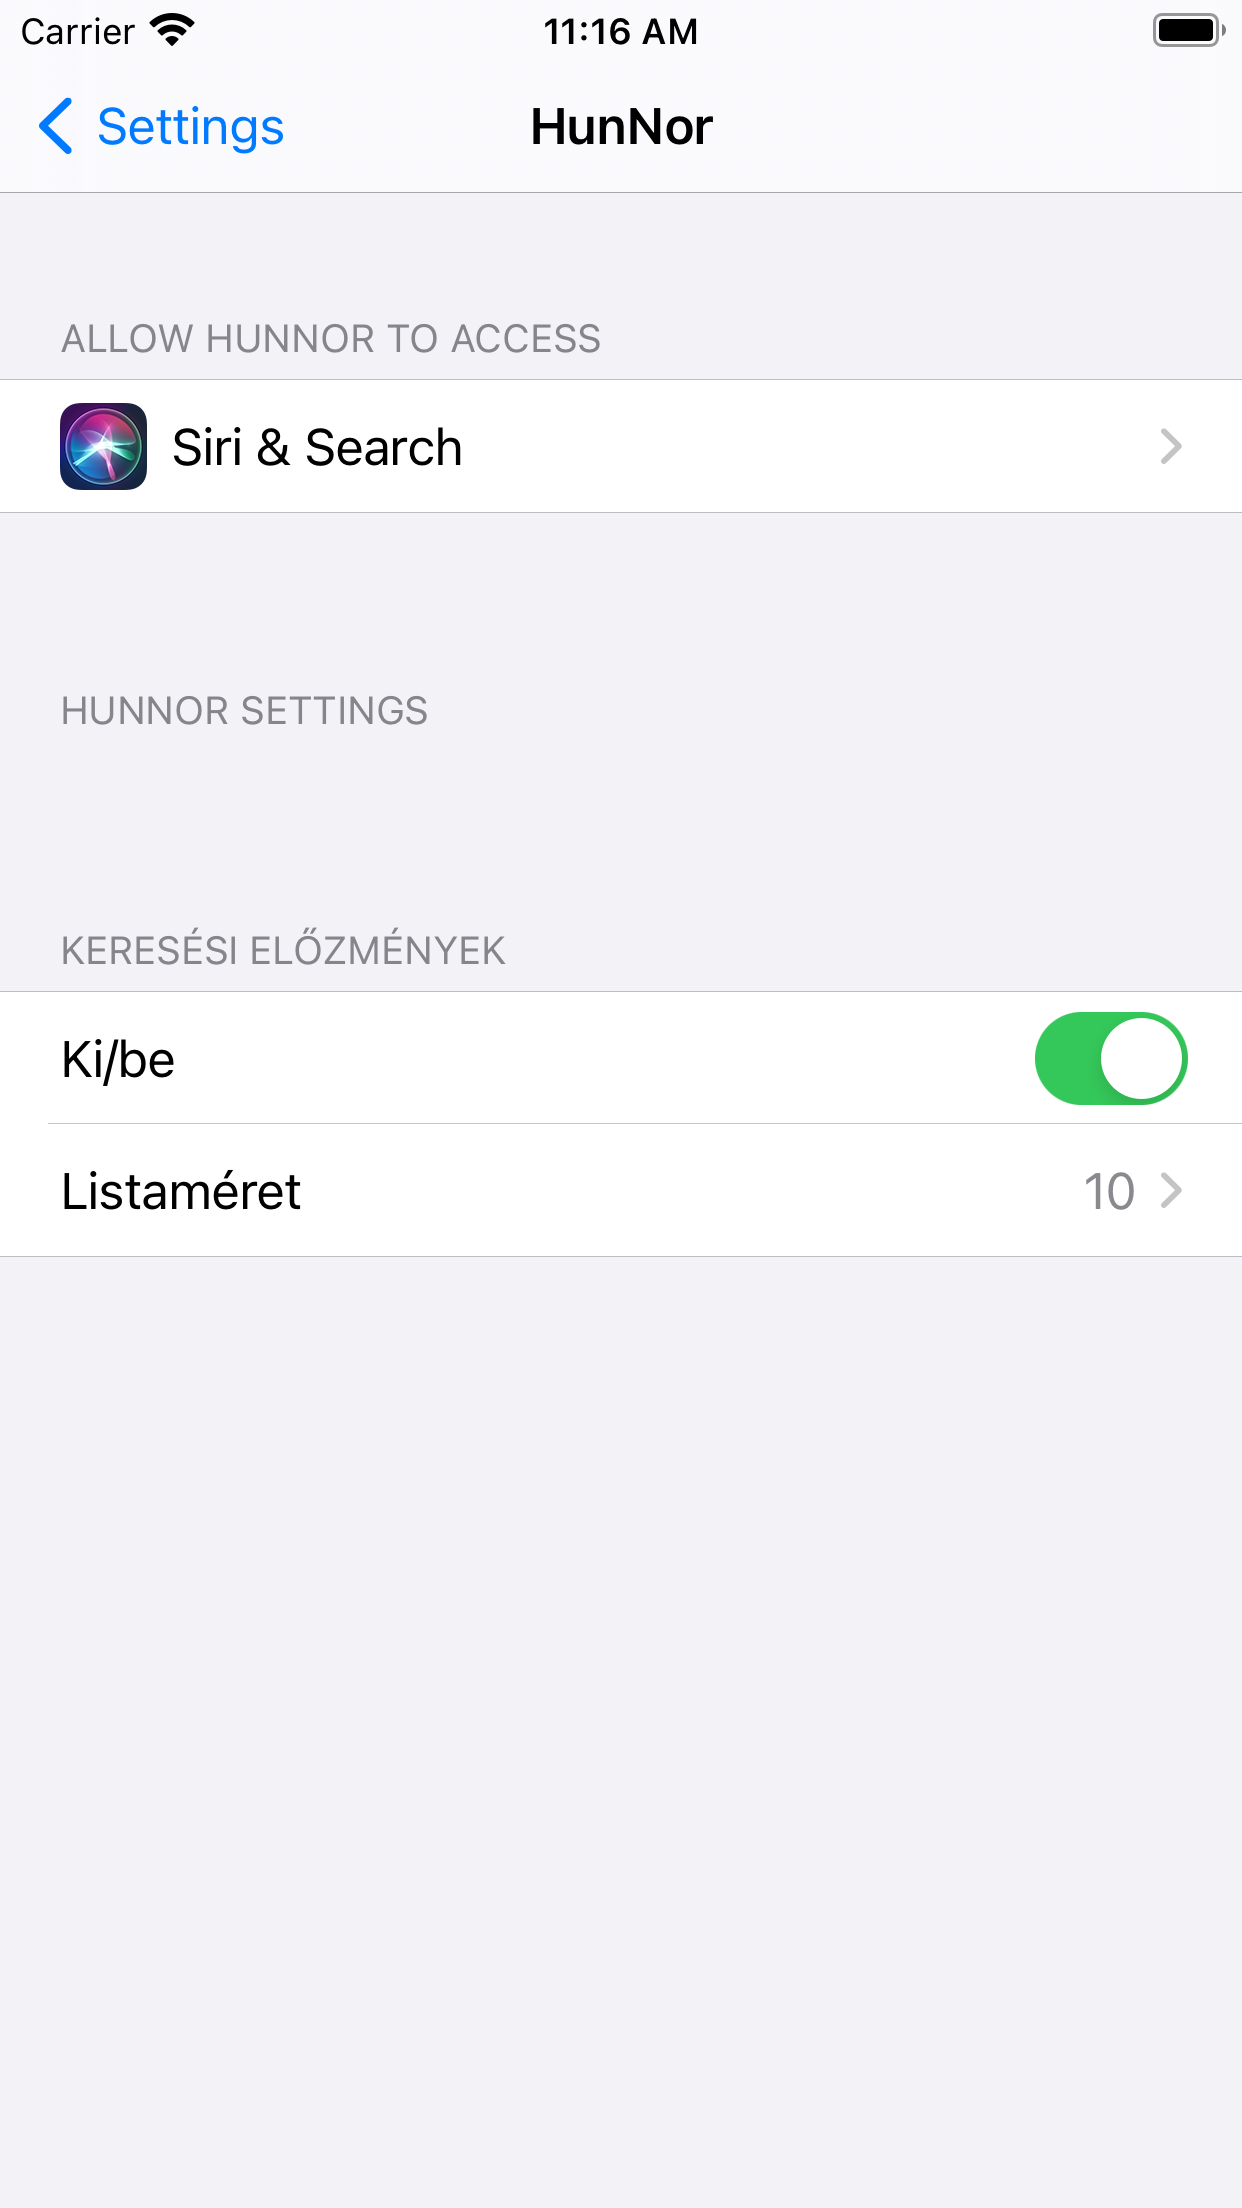 Carrier 11:16 AM
Settings HunNor
ALLOW HUNNOR TO ACCESS
Siri & Search
HUNNOR SETTINGS
KERESÉSI ELŐZMÉNYEK
Ki/be
Listaméret 10